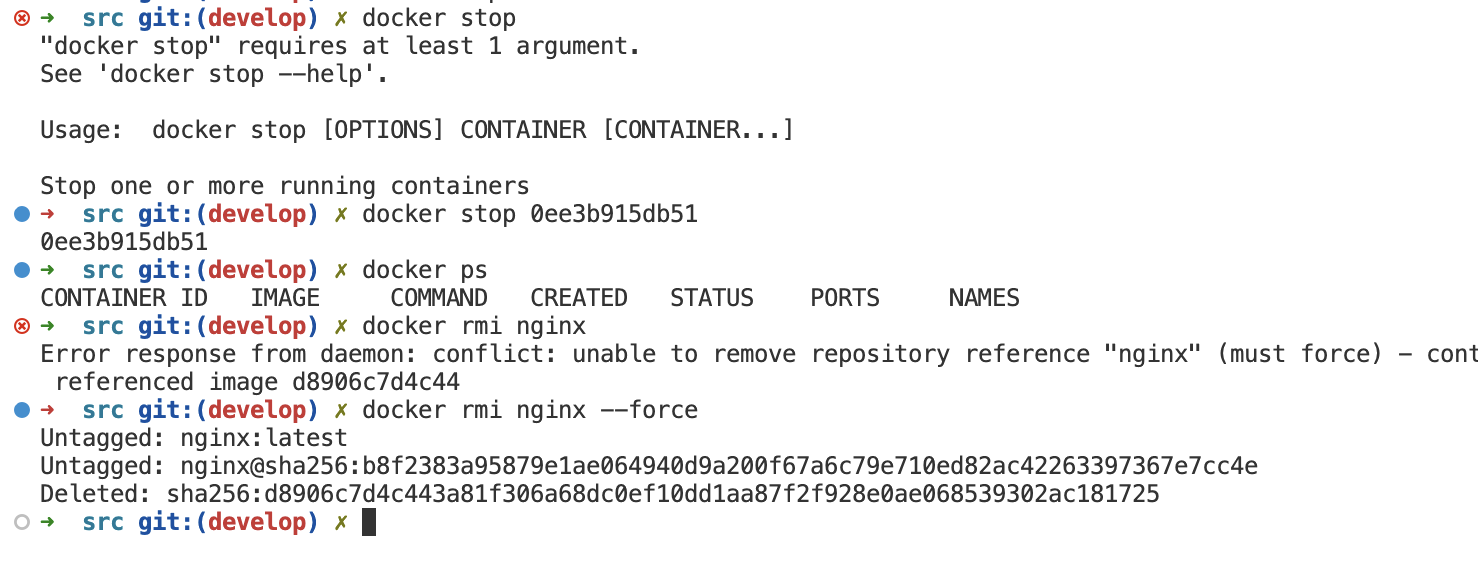 ➜ src git:(develop) ✗ docker stop
"docker stop" requires at least 1 argument.
See 'docker stop --help'.
Usage:  docker stop [OPTIONS] CONTAINER [CONTAINER...]
Stop one or more running containers
➜ src git:(develop) ✗ docker stop 0ee3b915db51
0ee3b915db51
➜ src git:(develop) ✗ docker ps
CONTAINER ID   IMAGE     COMMAND   CREATED   STATUS    PORTS     NAMES
➜ src git:(develop) ✗ docker rmi nginx
Error response from daemon: conflict: unable to remove repository reference "nginx" (must force) - cont
referenced image d8906c7d4c44
➜ src git:(develop) ✗ docker rmi nginx --force
Untagged: nginx:latest
Untagged: nginx@sha256:b8f2383a95879e1ae064940d9a200f67a6c79e710ed82ac42263397367e7cc4e
Deleted: sha256:d8906c7d4c443a81f306a68dc0ef10dd1aa87f2f928e0ae068539302ac181725
➜ src git:(develop) ✗